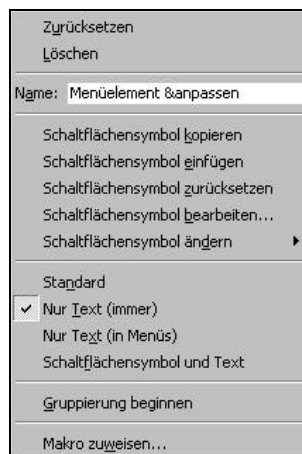 Zurücksetzen
Löschen
Name: Menüelement &anpassen
Schaltflächensymbol kopieren
Schaltflächensymbol einfügen
Schaltflächensymbol zurücksetzen
Schaltflächensymbol bearbeiten...
Schaltflächensymbol ändern
Standard
Nur Text (immer)
Nur Text (in Menüs)
Schaltflächensymbol und Text
Gruppierung beginnen
Makro zuweisen...